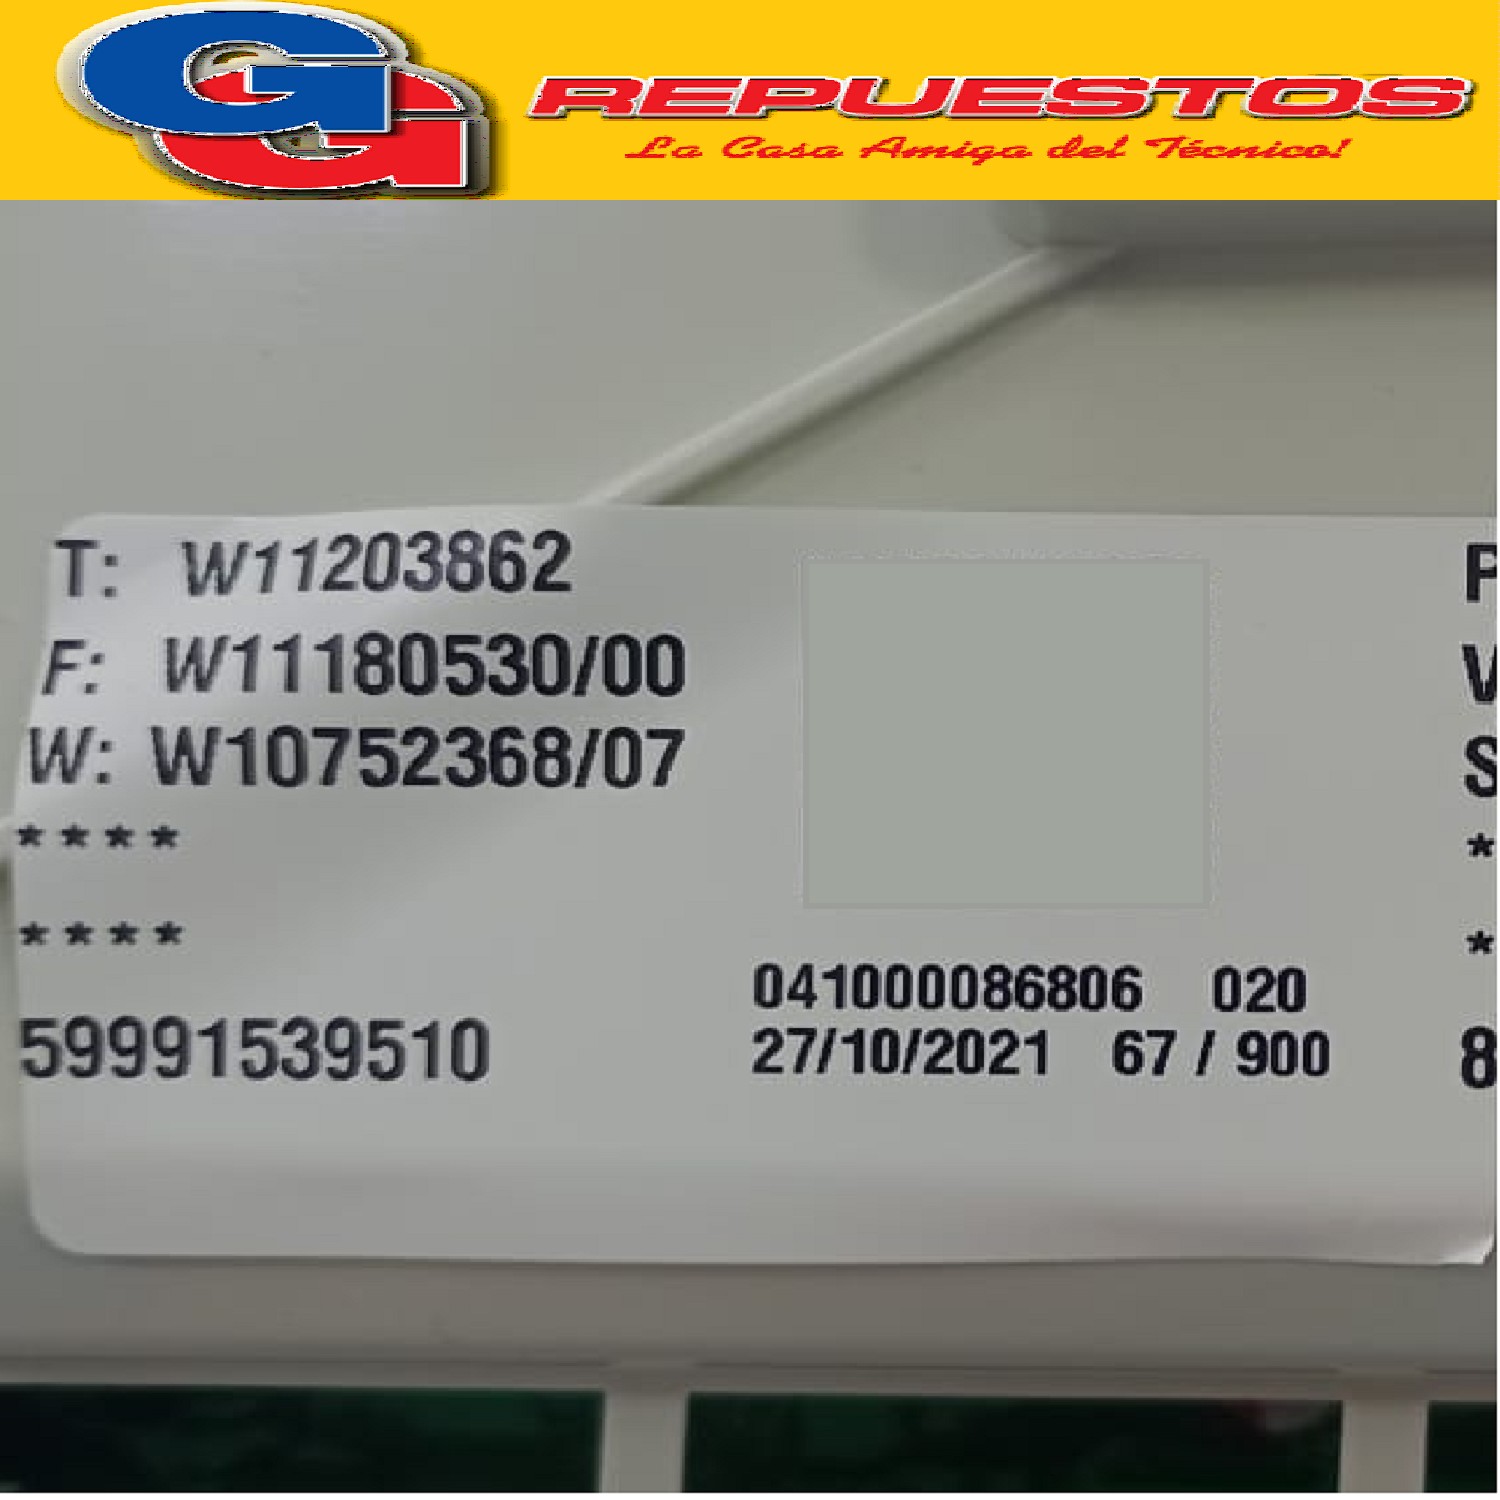 GG REPUESTOS
La Casa Amiga del Técnico!
T: W11203862
F: W11180530/00
W: W10752368/07
****
****
59991539510
041000086806 020
27/10/2021 67 / 900
P
V
S
*
*
8